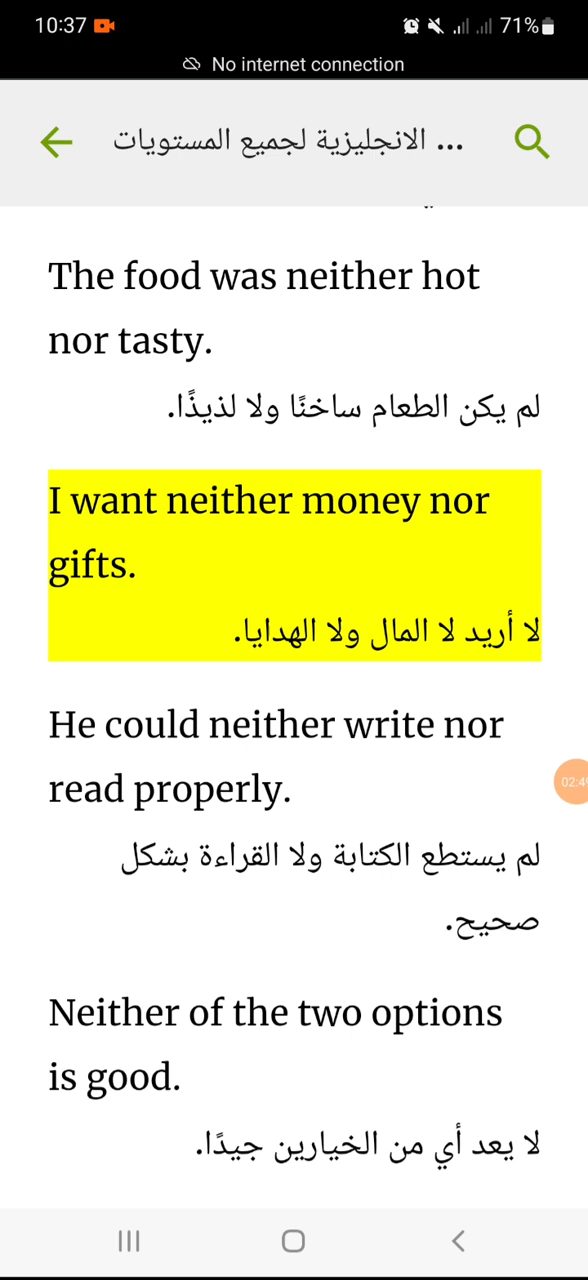 10:37
71%
No internet connection
... الانجليزية لجميع المستويات
The food was neither hot
nor tasty.
لم يكن الطعام ساخنًا ولا لذيذًا.
I want neither money nor
gifts.
لا أريد لا المال ولا الهدايا.
He could neither write nor
read properly.
02:4
لم يستطع الكتابة ولا القراءة بشكل
صحيح.
Neither of the two options
is good.
لا يعد أي من الخيارين جيدًا.